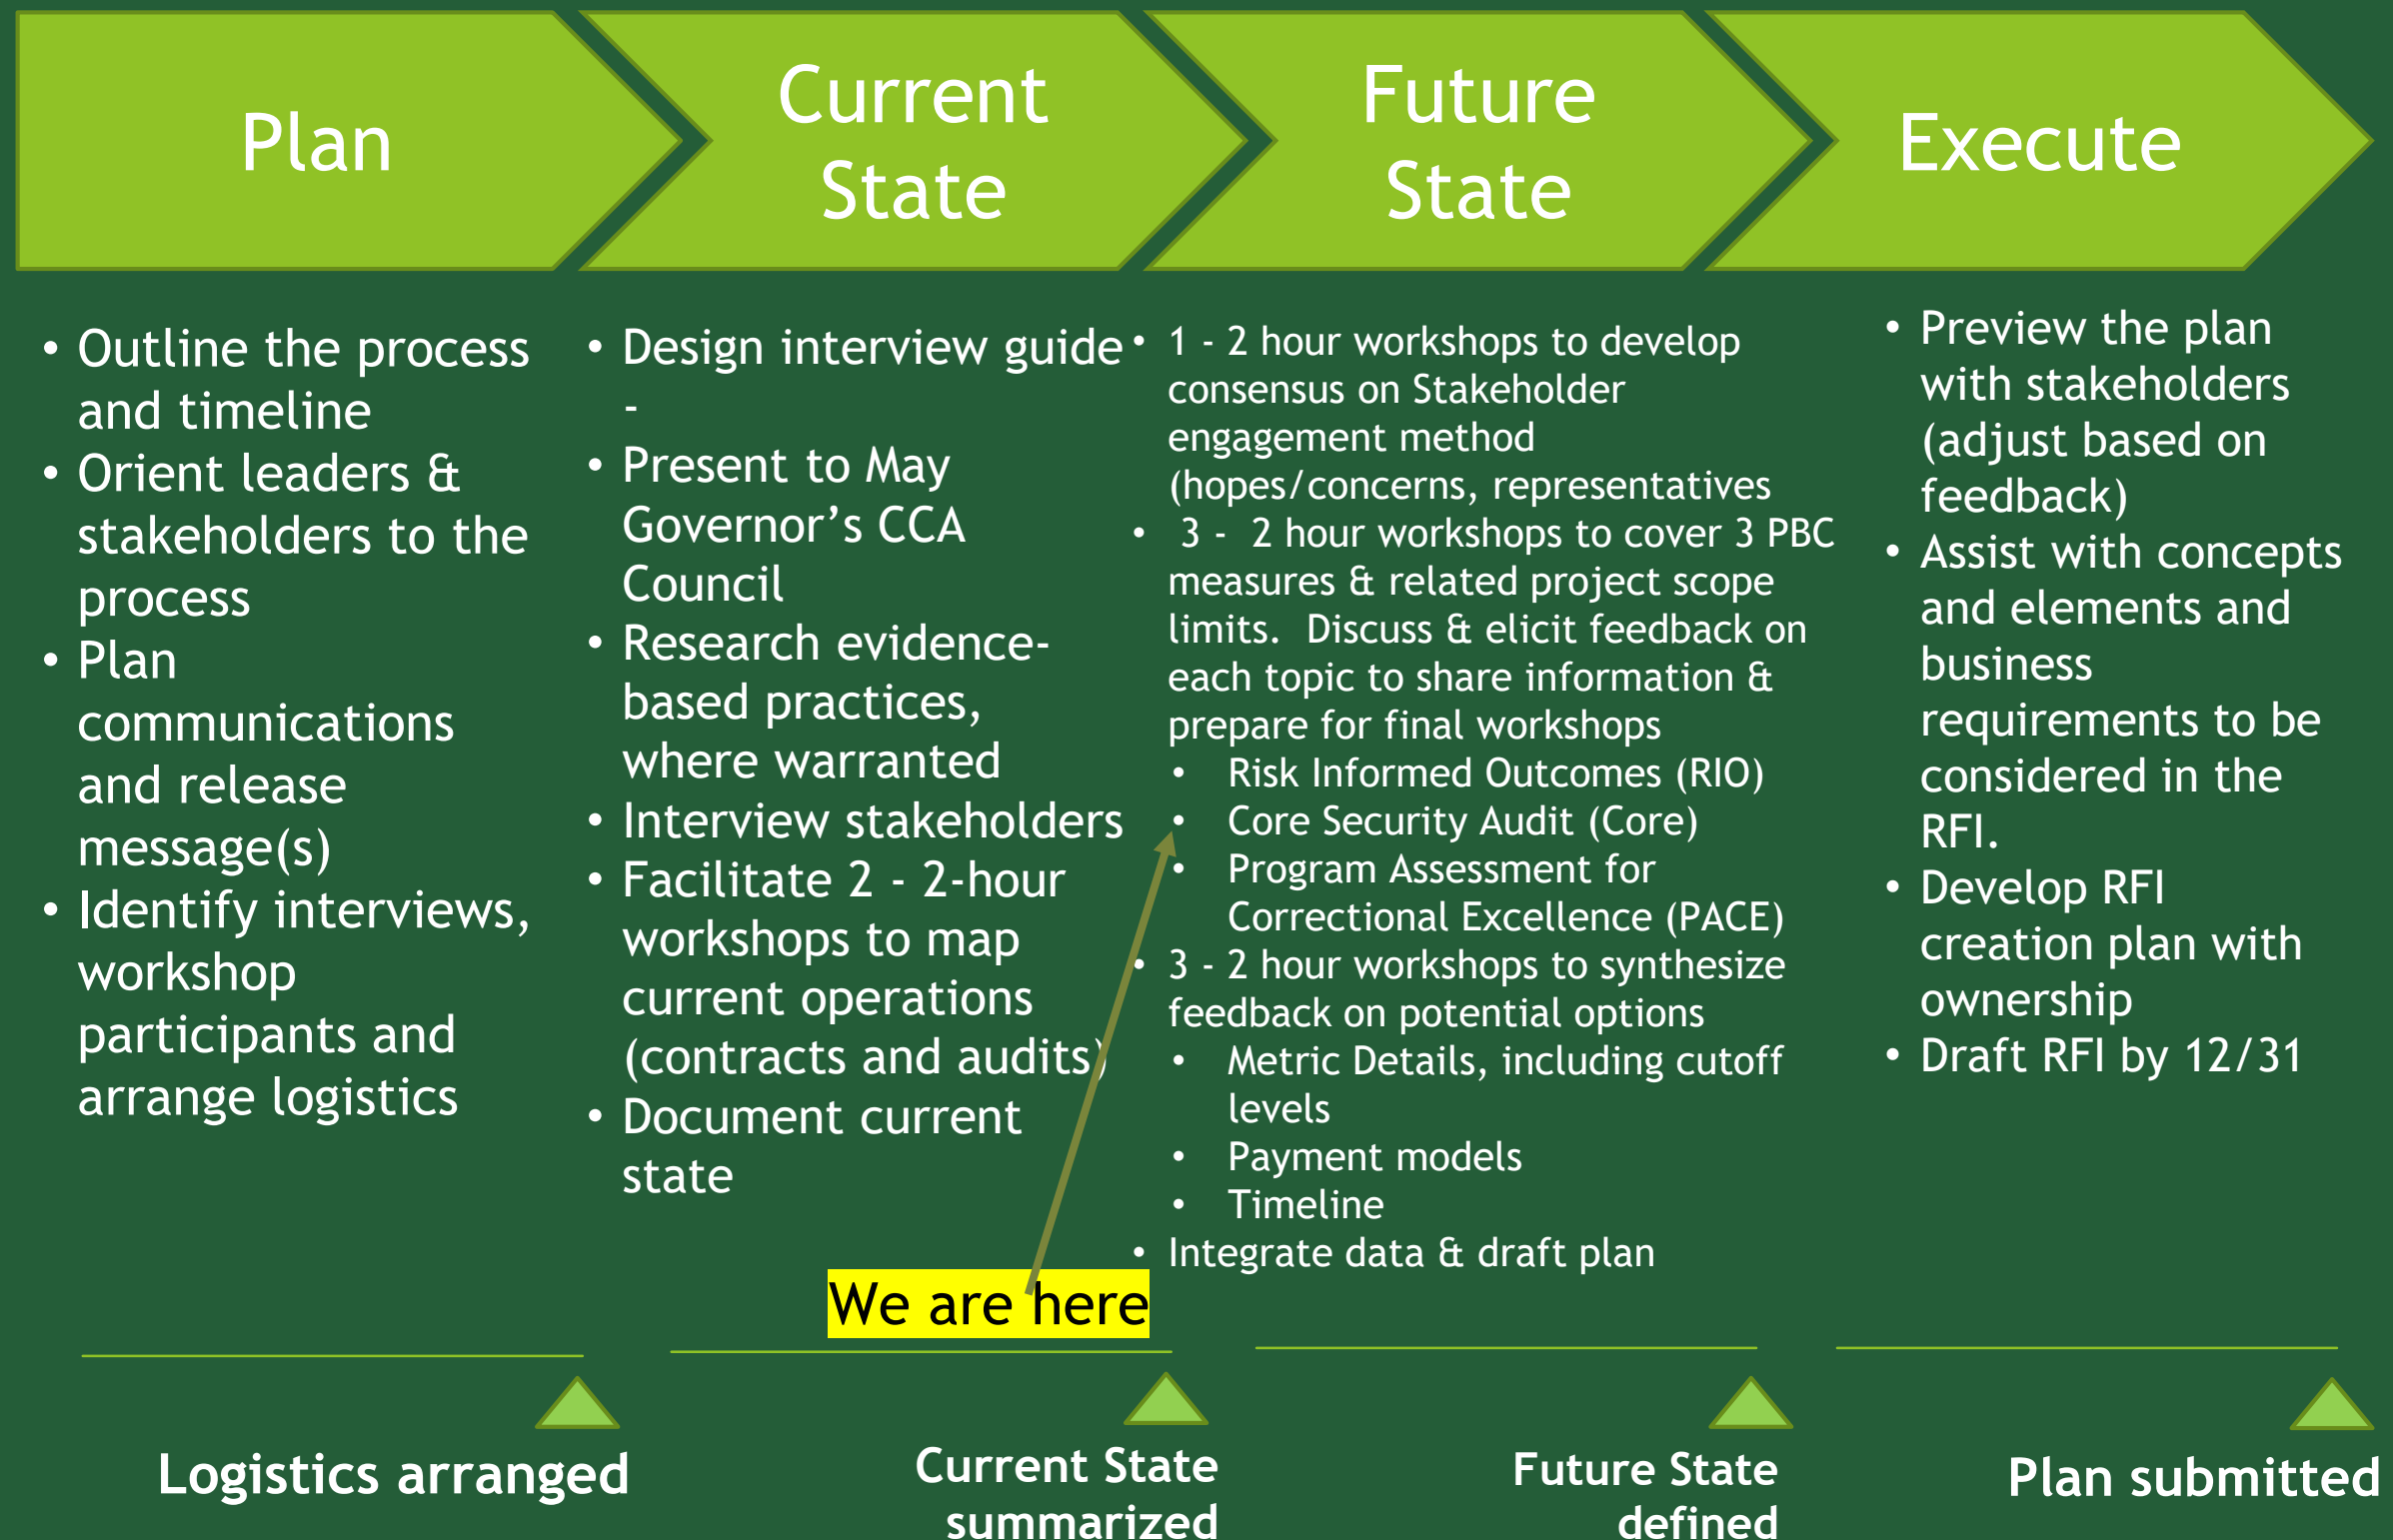 Plan
Current
State
Future
State
Execute
• Outline the process
and timeline
• Orient leaders &
stakeholders to the
process
• Plan
communications
and release
message(s)
• Identify interviews,
workshop
participants and
arrange logistics
• Design interview guide
-
• Present to May
Governor’s CCA
Council
• Research evidence-
based practices,
where warranted
• Interview stakeholders
• Facilitate 2 - 2-hour
workshops to map
current operations
(contracts and audits)
• Document current
state
• 1 - 2 hour workshops to develop
consensus on Stakeholder
engagement method
(hopes/concerns, representatives
• 3 - 2 hour workshops to cover 3 PBC
measures & related project scope
limits. Discuss & elicit feedback on
each topic to share information &
prepare for final workshops
• Risk Informed Outcomes (RIO)
• Core Security Audit (Core)
• Program Assessment for
Correctional Excellence (PACE)
• 3 - 2 hour workshops to synthesize
feedback on potential options
• Metric Details, including cutoff
levels
• Payment models
• Timeline
• Integrate data & draft plan
• Preview the plan
with stakeholders
(adjust based on
feedback)
• Assist with concepts
and elements and
business
requirements to be
considered in the
RFI.
• Develop RFI
creation plan with
ownership
• Draft RFI by 12/31
We are here
Logistics arranged
Current State
summarized
Future State
defined
Plan submitted